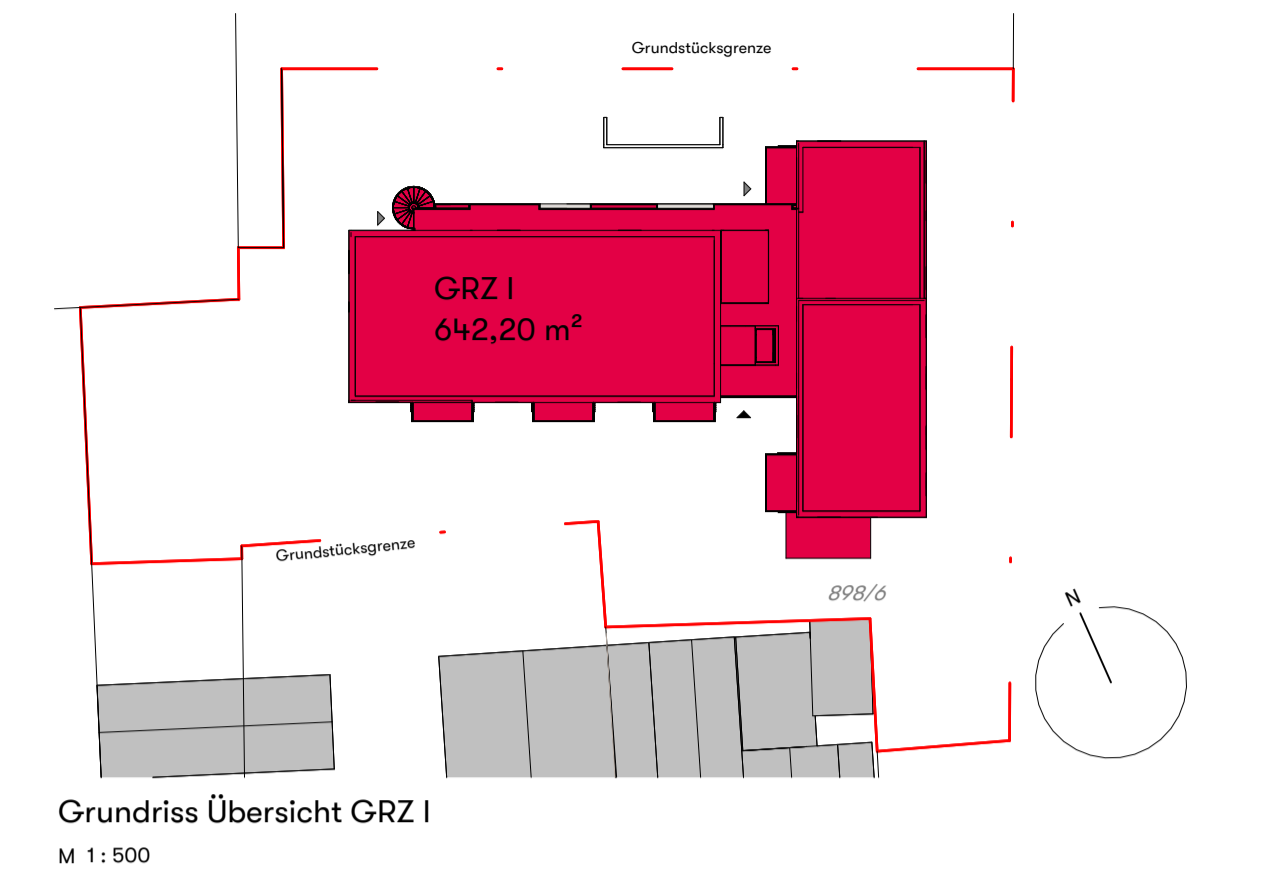 Grundstücksgrenze
GRZ I
642,20 m²
Grundstücksgrenze
898/6
N
Grundriss Übersicht GRZ I
M 1 : 500